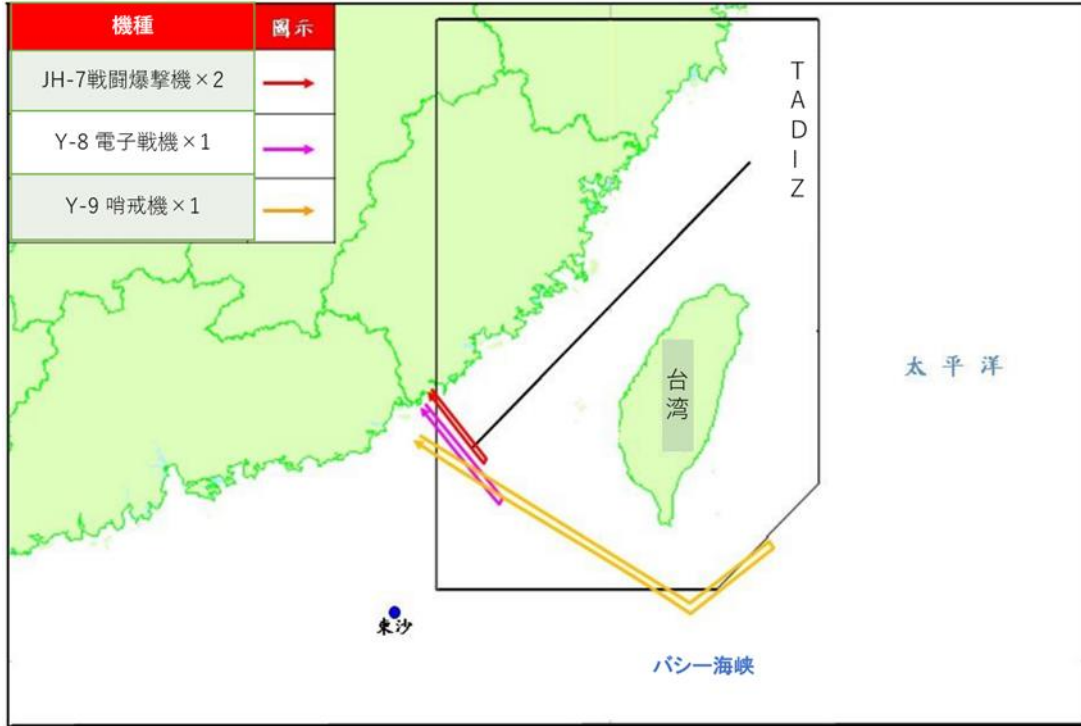 機種 圖示
JH-7戦闘爆撃機×2
Y-8 電子戦機×1
Y-9 哨戒機×1
TADIZ
台湾
太平洋
東沙
バシー海峡